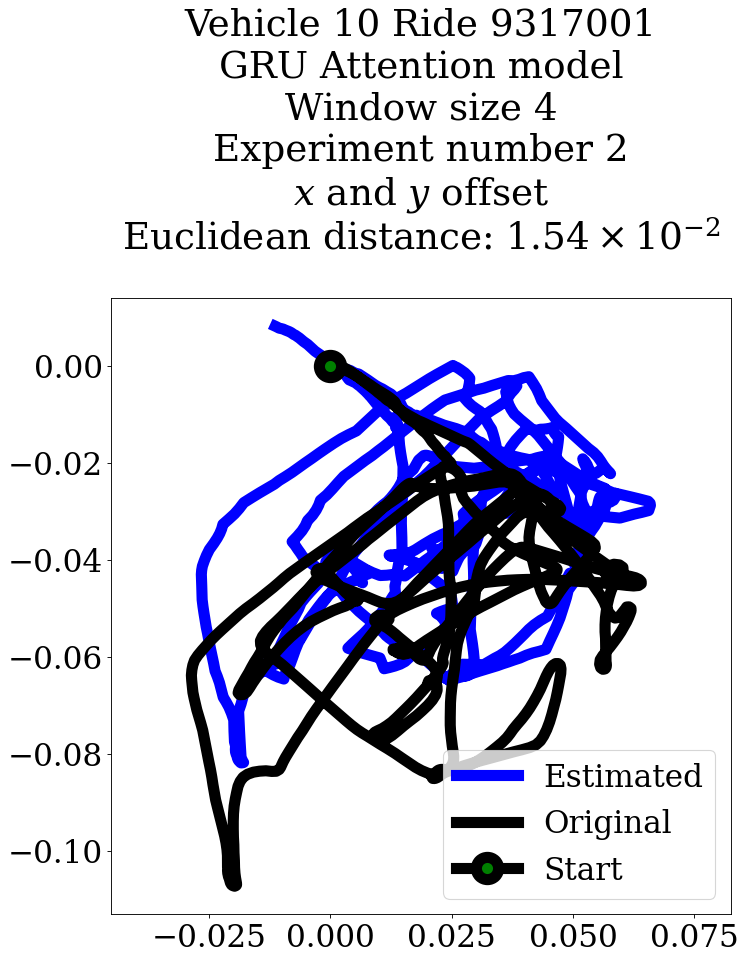 Vehicle 10 Ride 9317001
GRU Attention model
Window size 4
Experiment number 2
x and y offset
Euclidean distance: 1.54 × 10⁻²
0.00
−0.02
−0.04
−0.06
−0.08
−0.10
Estimated
Original
Start
−0.025 0.000 0.025 0.050 0.075